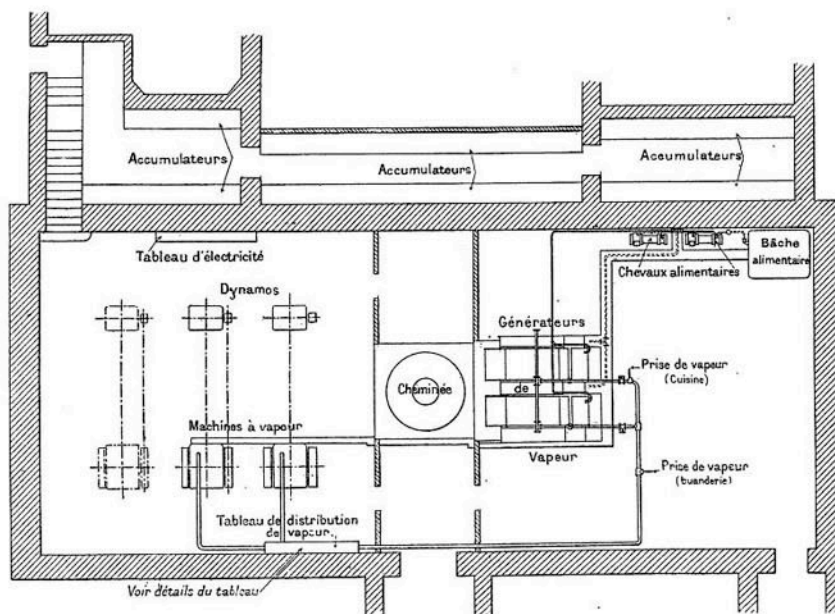 Accumulateurs
Accumulateurs
Accumulateurs
Tableau d'électricité
Bâche
alimentaire
Chevaux alimentaires
Dynamos
Générateurs
Cheminée
de
Prise de vapeur
(Cuisine)
Machines à vapeur
Vapeur
Prise de vapeur
(buanderie)
Tableau de distribution
de vapeur
Voir détails du tableau